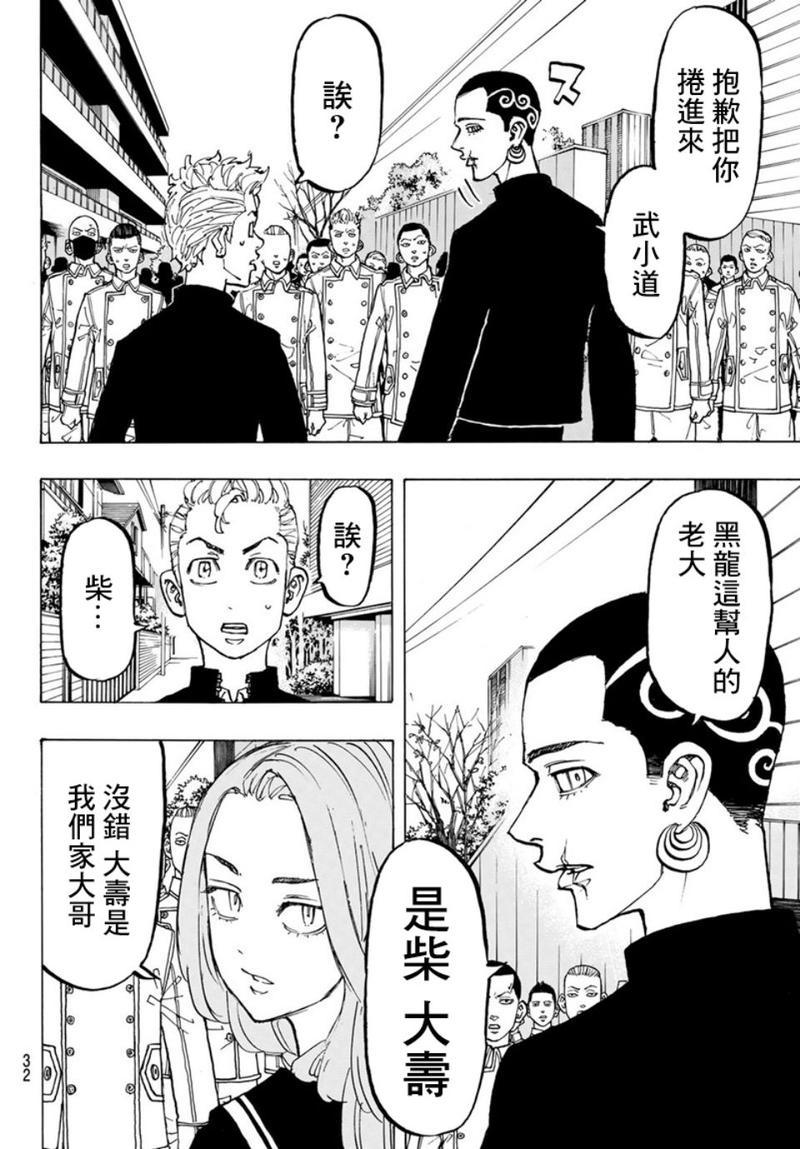 抱歉把你
捲進來
武小道
ス
誒?
黑龍這幫人的
老大
誒?
柴…
是柴 大壽
沒錯 大壽是
我們家大哥
32